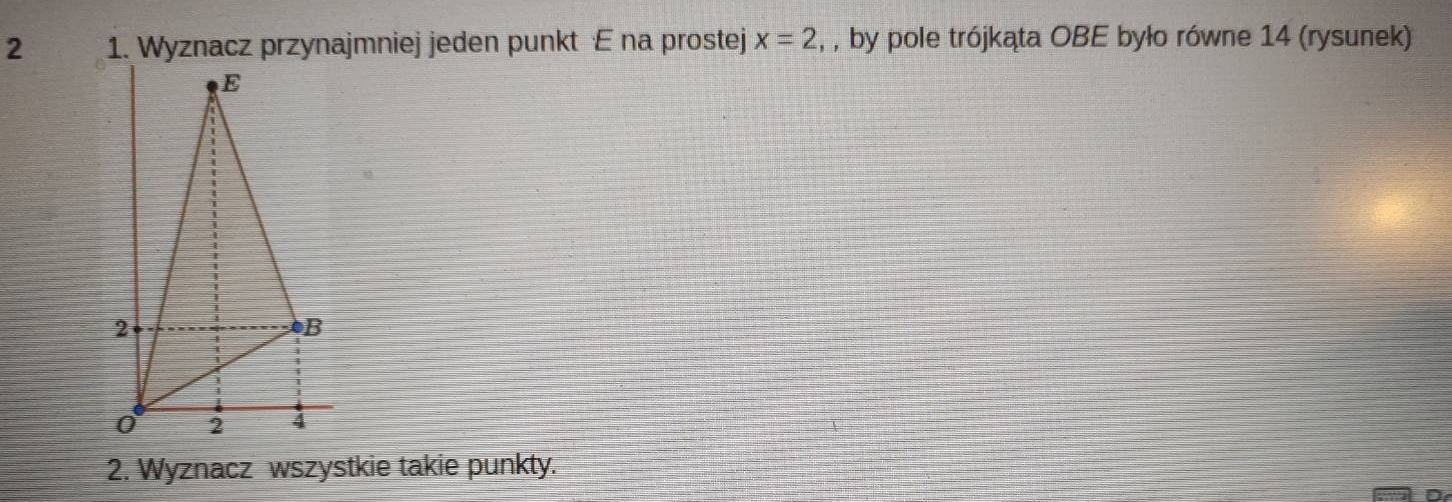 2 1. Wyznacz przynajmniej jeden punkt E na prostej x = 2, , by pole trójkąta OBE było równe 14 (rysunek)
E
2 B
O 2 4
2. Wyznacz wszystkie takie punkty.